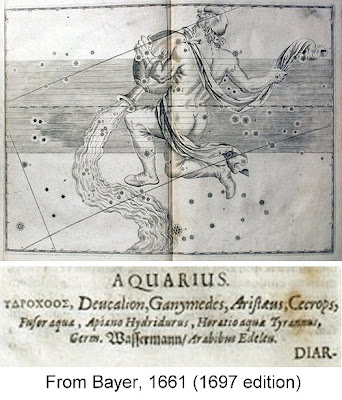 AQUARIUS.
ΥΔΡΟΧΟΟΣ, Deucalion, Ganymedes, Aristæus, Cecrops,
Fusor aquæ, Apiano Hydridurus, Horatio aquæ Tyrannus,
Germ. Wassermann/ Arabibus Edeleu.
DIAR-
From Bayer, 1661 (1697 edition)